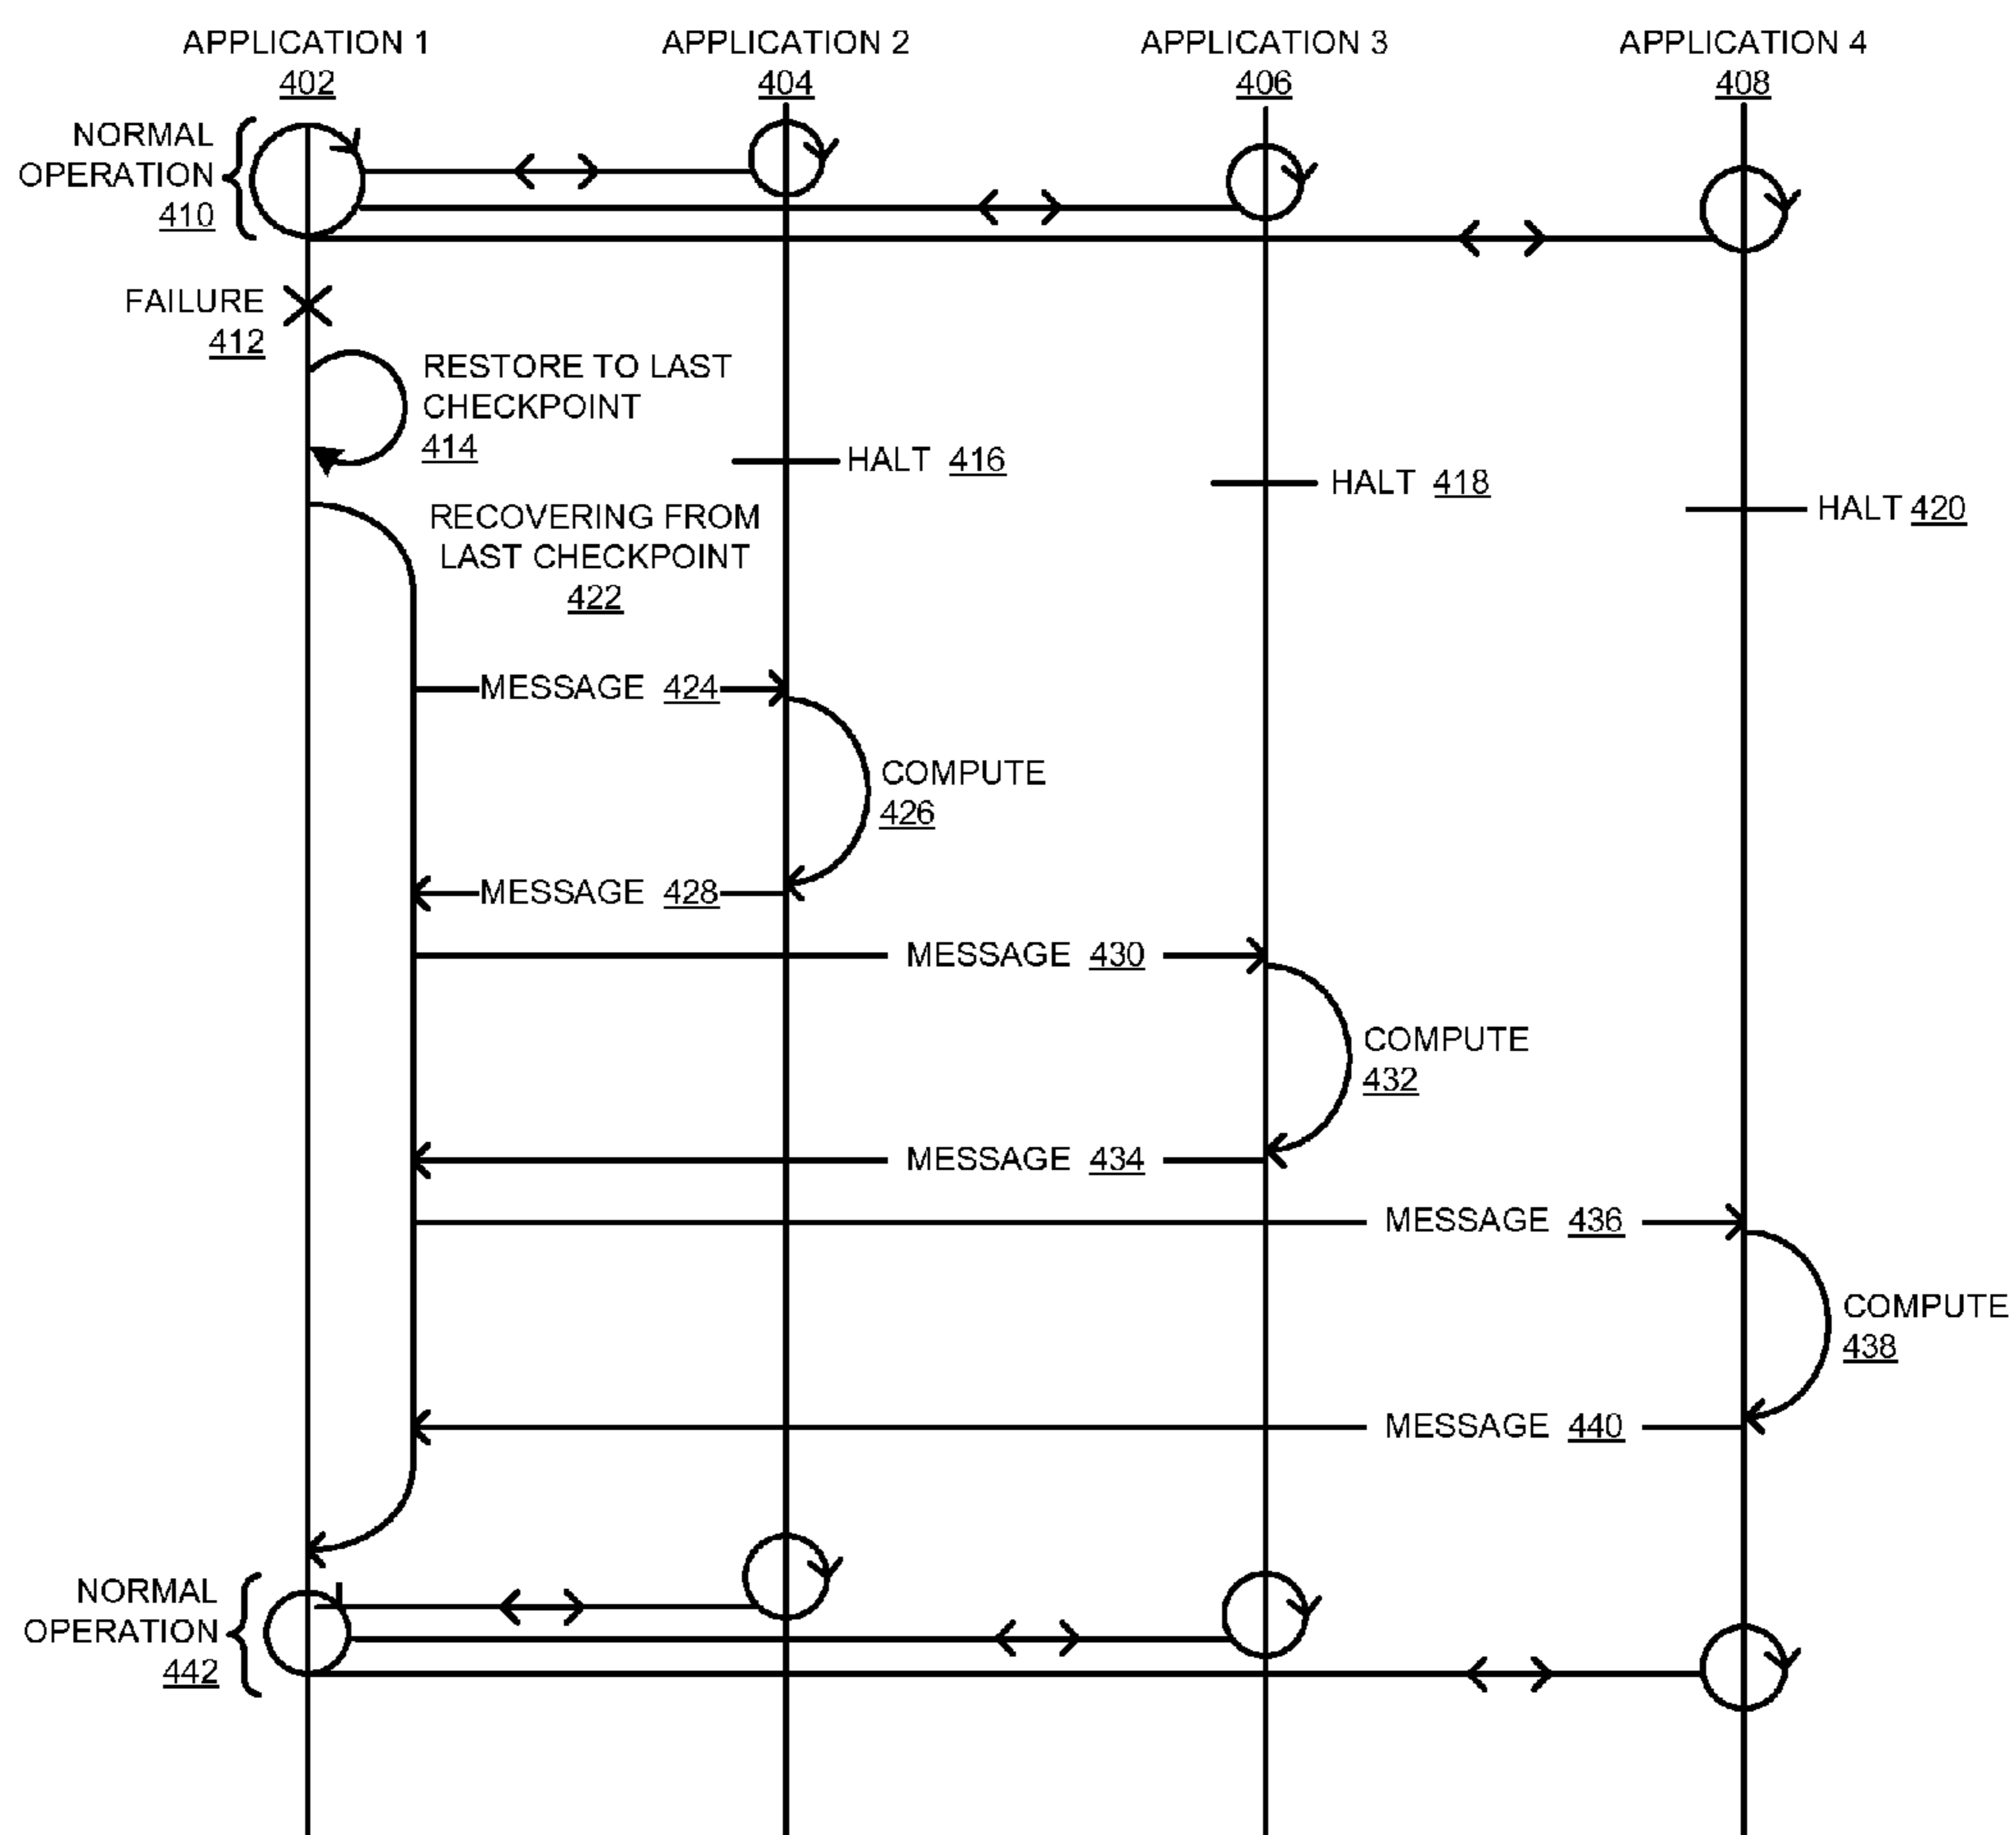 APPLICATION 1
402
APPLICATION 2
404
APPLICATION 3
406
APPLICATION 4
408
NORMAL
OPERATION
410
FAILURE
412
RESTORE TO LAST
CHECKPOINT
414
HALT 416
HALT 418
HALT 420
RECOVERING FROM
LAST CHECKPOINT
422
MESSAGE 424
COMPUTE
426
MESSAGE 428
MESSAGE 430
COMPUTE
432
MESSAGE 434
MESSAGE 436
COMPUTE
438
MESSAGE 440
NORMAL
OPERATION
442